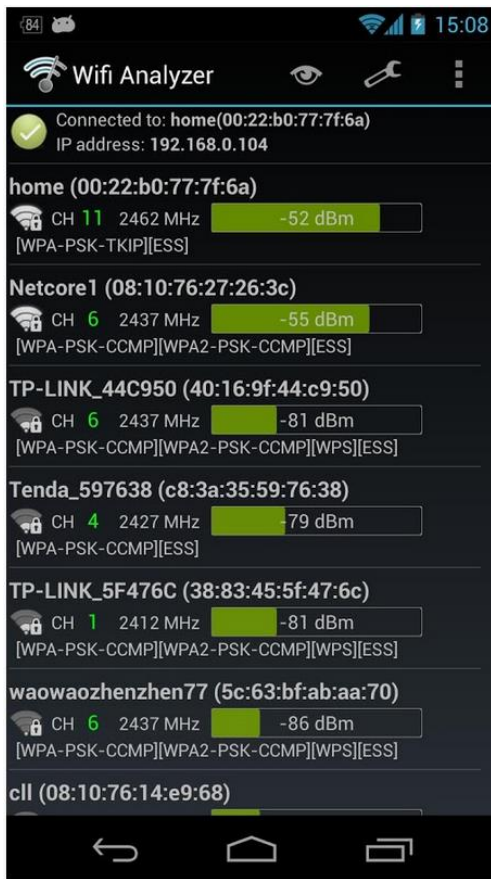 84 15:08
Wifi Analyzer
Connected to: home(00:22:b0:77:7f:6a)
IP address: 192.168.0.104
home (00:22:b0:77:7f:6a)
CH 11 2462 MHz -52 dBm
[WPA-PSK-TKIP][ESS]
Netcore1 (08:10:76:27:26:3c)
CH 6 2437 MHz -55 dBm
[WPA-PSK-CCMP][WPA2-PSK-CCMP][ESS]
TP-LINK_44C950 (40:16:9f:44:c9:50)
CH 6 2437 MHz -81 dBm
[WPA-PSK-CCMP][WPA2-PSK-CCMP][WPS][ESS]
Tenda_597638 (c8:3a:35:59:76:38)
CH 4 2427 MHz -79 dBm
[WPA-PSK-CCMP][ESS]
TP-LINK_5F476C (38:83:45:5f:47:6c)
CH 1 2412 MHz -81 dBm
[WPA-PSK-CCMP][WPA2-PSK-CCMP][WPS][ESS]
waowaozhenzhen77 (5c:63:bf:ab:aa:70)
CH 6 2437 MHz -86 dBm
[WPA-PSK-CCMP][WPA2-PSK-CCMP][WPS][ESS]
cll (08:10:76:14:e9:68)